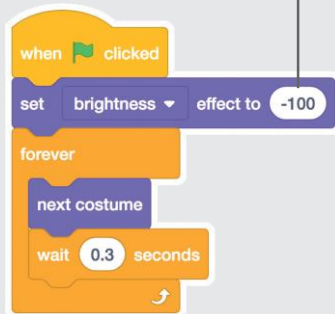 when clicked
set brightness effect to -100
forever
next costume
wait 0.3 seconds